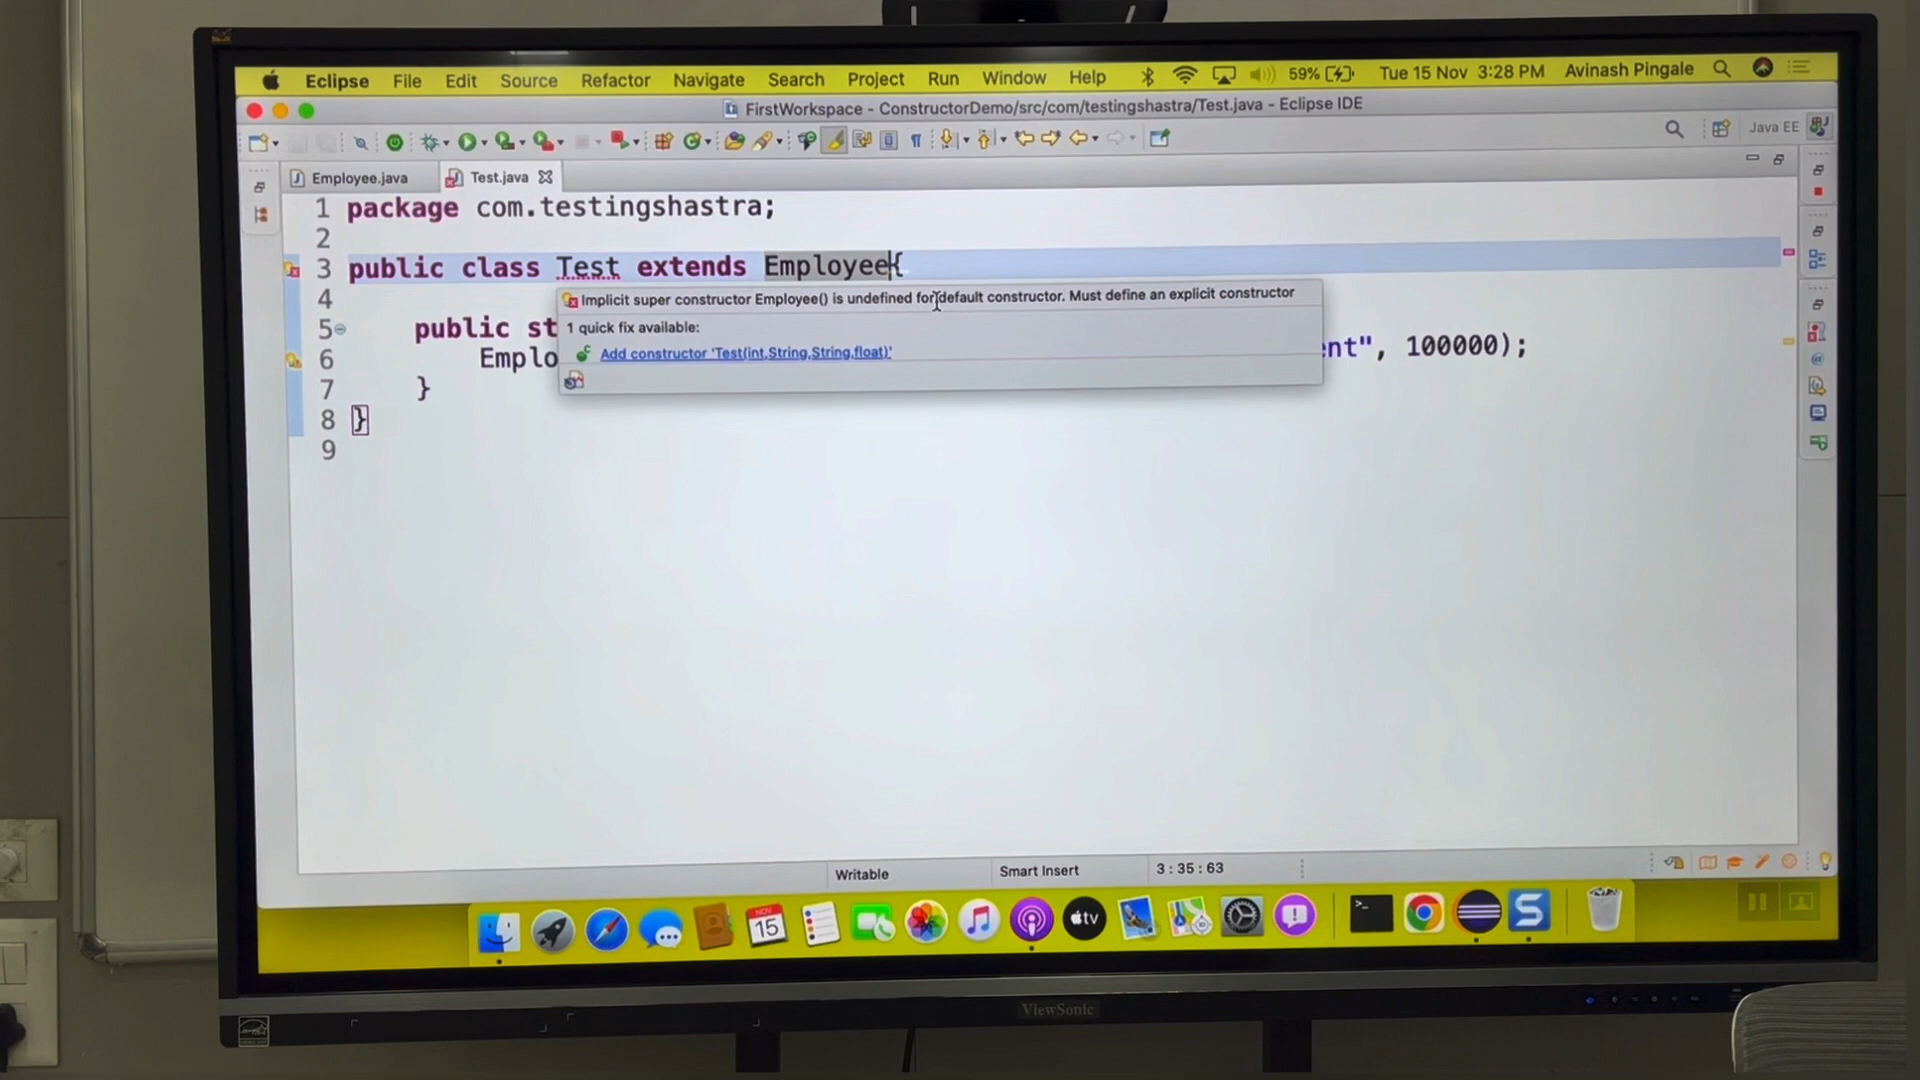 Eclipse File Edit Source Refactor Navigate Search Project Run Window Help 59% Tue 15 Nov 3:28 PM Avinash Pingale
FirstWorkspace - ConstructorDemo/src/com/testingshastra/Test.java - Eclipse IDE
Java EE
Employee.java Test.java
1 package com.testingshastra;
2
3 public class Test extends Employee{
4
Implicit super constructor Employee() is undefined for default constructor. Must define an explicit constructor
5 public st
1 quick fix available:
6 Emplo nt", 100000);
Add constructor 'Test(int,String,String,float)'
7 }
8 }
9
Writable Smart Insert 3 : 35 : 63
NOV
15
tv
ViewSonic